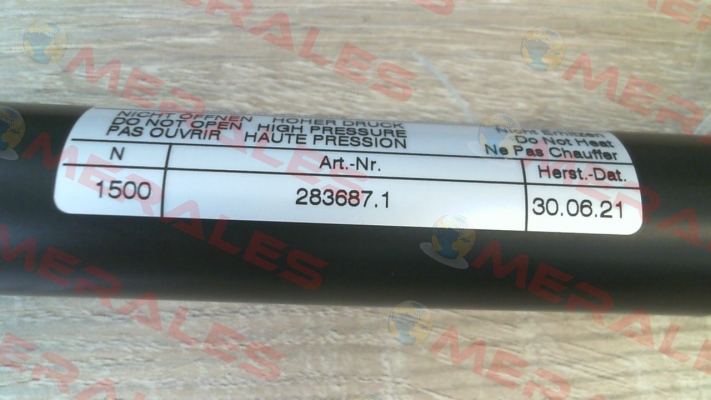 NICHT ÖFFNEN HOHER DRUCK
DO NOT OPEN HIGH PRESSURE
PAS OUVRIR HAUTE PRESSION
Nicht Erhitzen
Do Not Heat
Ne Pas Chauffer
N Art.-Nr. Herst.-Dat.
1500 283687.1 30.06.21
MERALES
MERALES
MERALES
MERALES
MERALES
MERALES